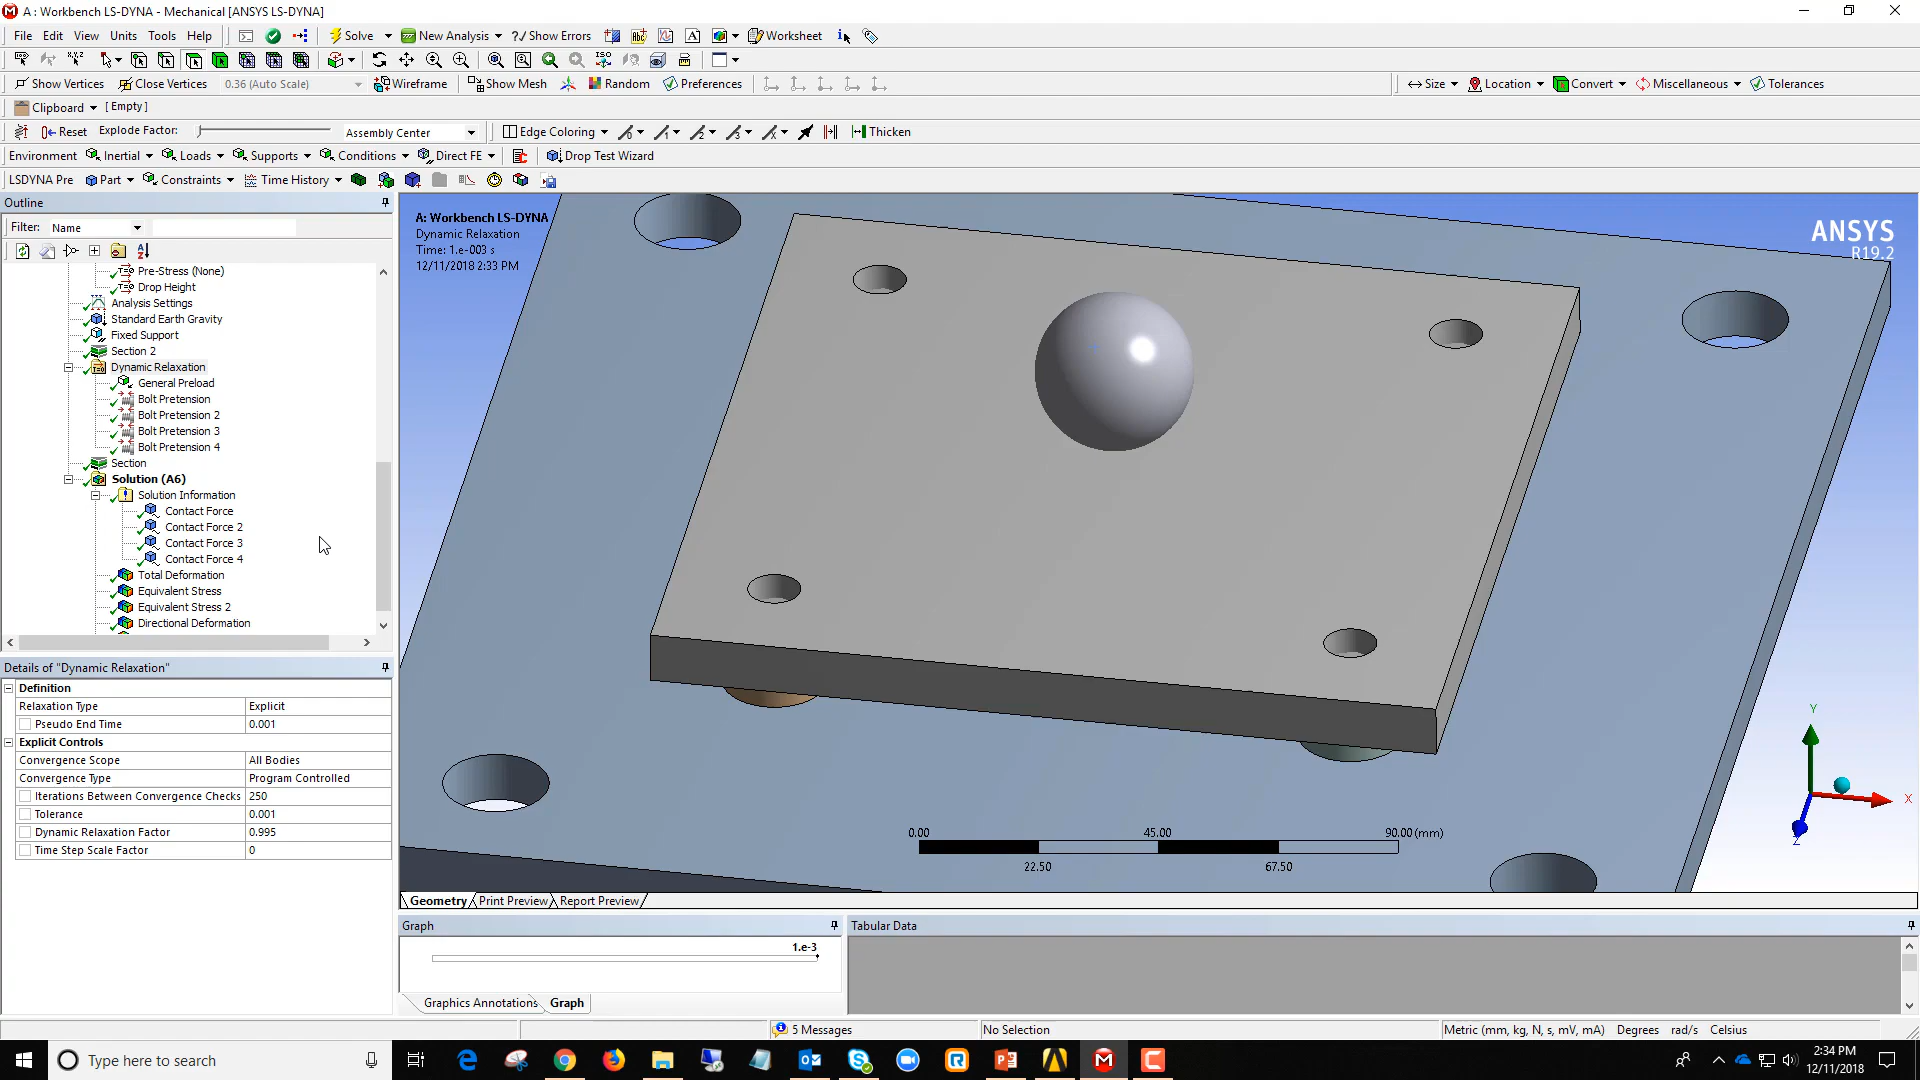 A : Workbench LS-DYNA - Mechanical [ANSYS LS-DYNA]
File Edit View Units Tools Help Solve New Analysis Show Errors Worksheet
Show Vertices Close Vertices 0.36 (Auto Scale) Wireframe Show Mesh Random Preferences Size Location Convert Miscellaneous Tolerances
Clipboard [ Empty ]
Reset Explode Factor: Assembly Center Edge Coloring Thicken
Environment Inertial Loads Supports Conditions Direct FE Drop Test Wizard
LSDYNA Pre Part Constraints Time History
Outline
Filter: Name
Pre-Stress (None)
Drop Height
Analysis Settings
Standard Earth Gravity
Fixed Support
Section 2
Dynamic Relaxation
General Preload
Bolt Pretension
Bolt Pretension 2
Bolt Pretension 3
Bolt Pretension 4
Section
Solution (A6)
Solution Information
Contact Force
Contact Force 2
Contact Force 3
Contact Force 4
Total Deformation
Equivalent Stress
Equivalent Stress 2
Directional Deformation
Details of "Dynamic Relaxation"
Definition
Relaxation Type Explicit
Pseudo End Time 0.001
Explicit Controls
Convergence Scope All Bodies
Convergence Type Program Controlled
Iterations Between Convergence Checks 250
Tolerance 0.001
Dynamic Relaxation Factor 0.995
Time Step Scale Factor 0
A: Workbench LS-DYNA
Dynamic Relaxation
Time: 1.e-003 s
12/11/2018 2:33 PM
ANSYS
R19.2
Y
X
Z
0.00 45.00 90.00 (mm)
22.50 67.50
Geometry Print Preview Report Preview
Graph
1.e-3
Graphics Annotations Graph
Tabular Data
5 Messages No Selection Metric (mm, kg, N, s, mV, mA) Degrees rad/s Celsius
Type here to search
2:34 PM
12/11/2018